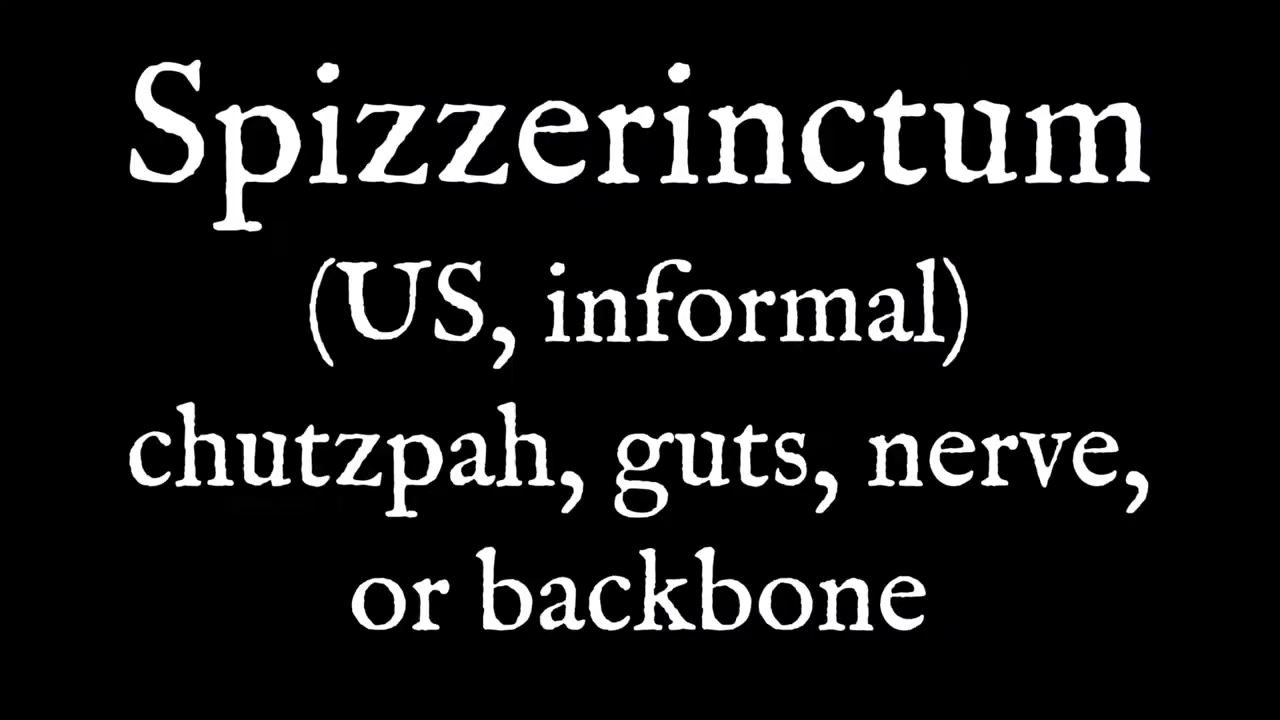 Spizzerinctum
(US, informal)
chutzpah, guts, nerve,
or backbone